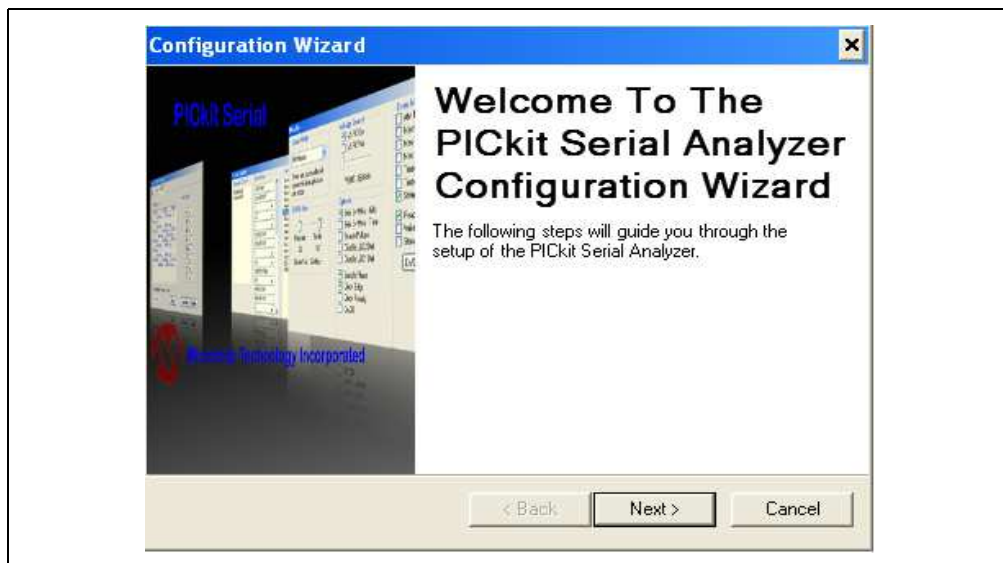 Configuration Wizard
PICkit Serial
Welcome To The
PICkit Serial Analyzer
Configuration Wizard
The following steps will guide you through the
setup of the PICkit Serial Analyzer.
Microchip Technology Incorporated
< Back
Next >
Cancel